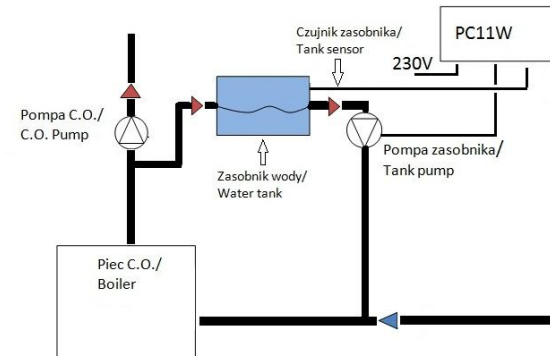 Czujnik zasobnika/
Tank sensor
PC11W
230V
Pompa C.O./
C.O. Pump
Pompa zasobnika/
Tank pump
Zasobnik wody/
Water tank
Piec C.O./
Boiler